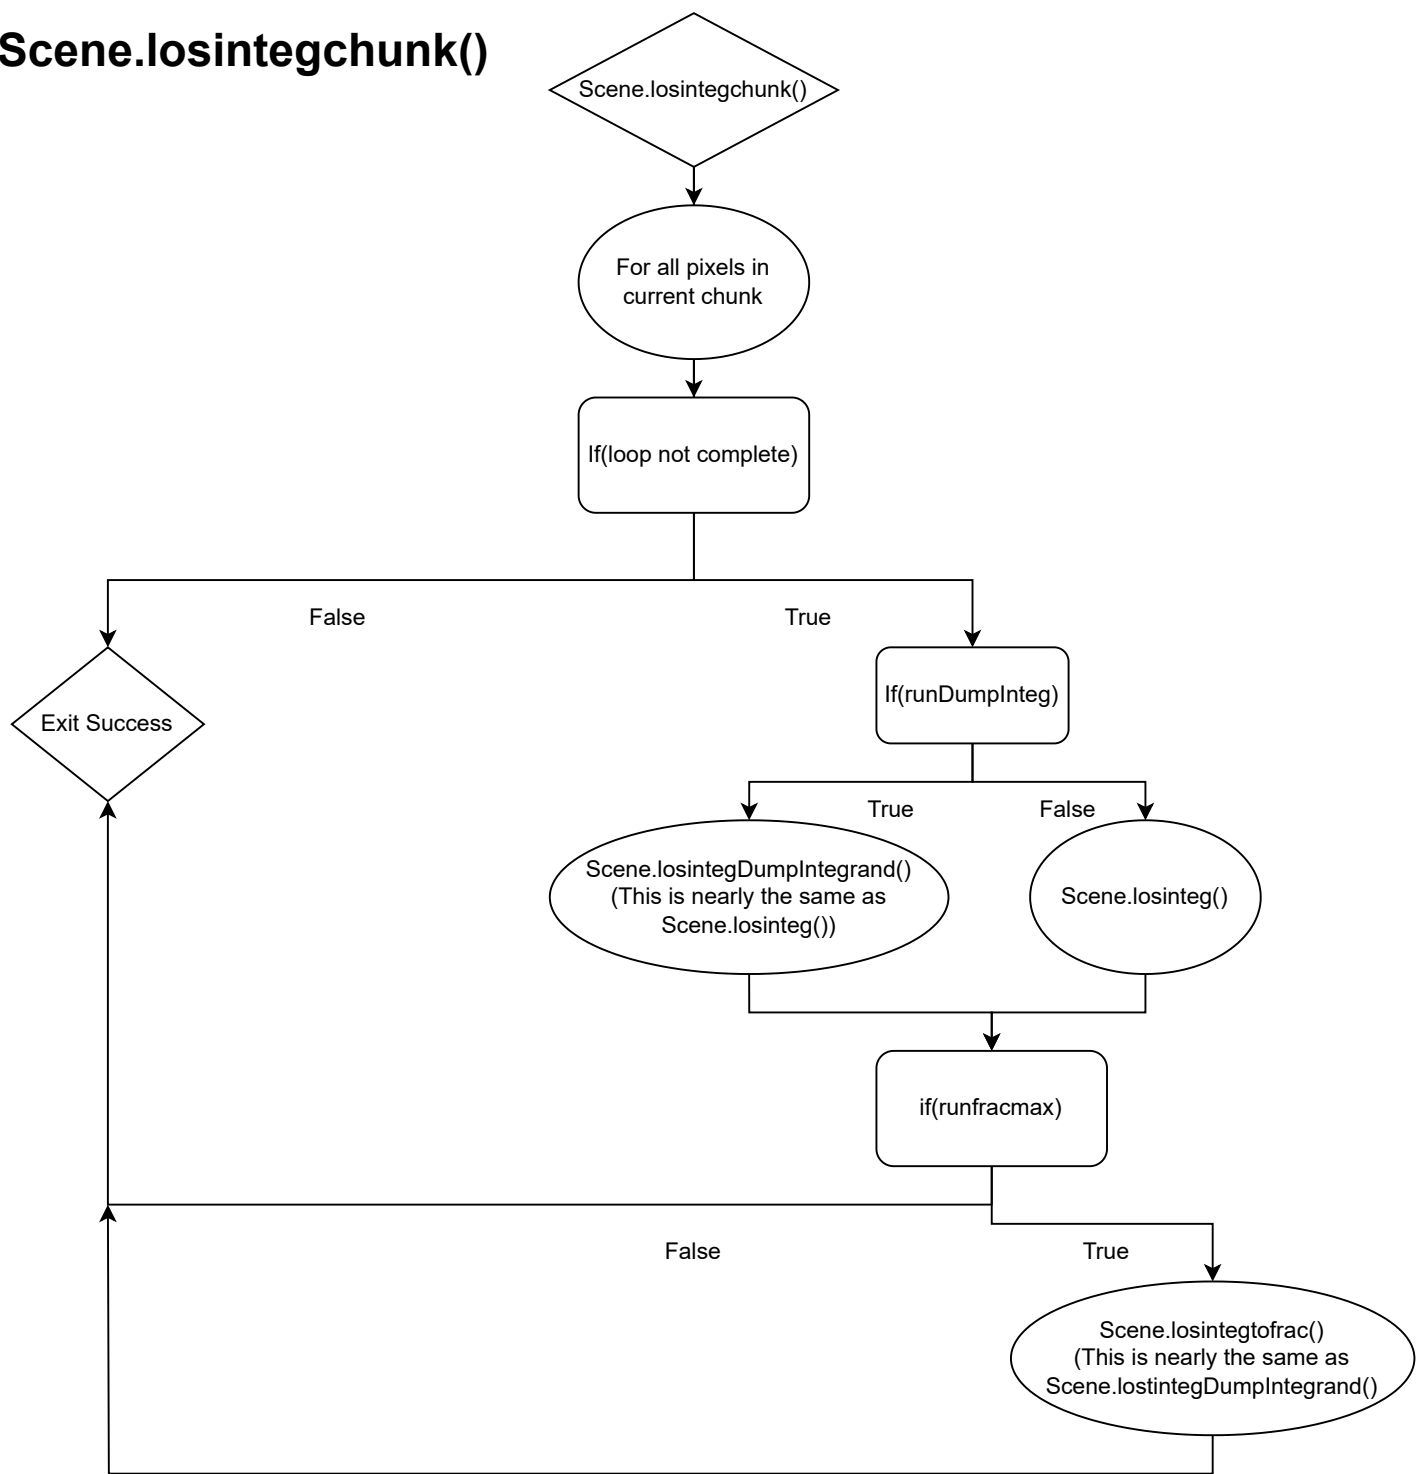 Scene.losintegchunk()
Scene.losintegchunk()
For all pixels in
current chunk
If(loop not complete)
False
True
Exit Success
If(runDumpInteg)
True
False
Scene.losintegDumpIntegrand()
(This is nearly the same as
Scene.losinteg())
Scene.losinteg()
if(runfracmax)
False
True
Scene.losintegtofrac()
(This is nearly the same as
Scene.lostintegDumpIntegrand()